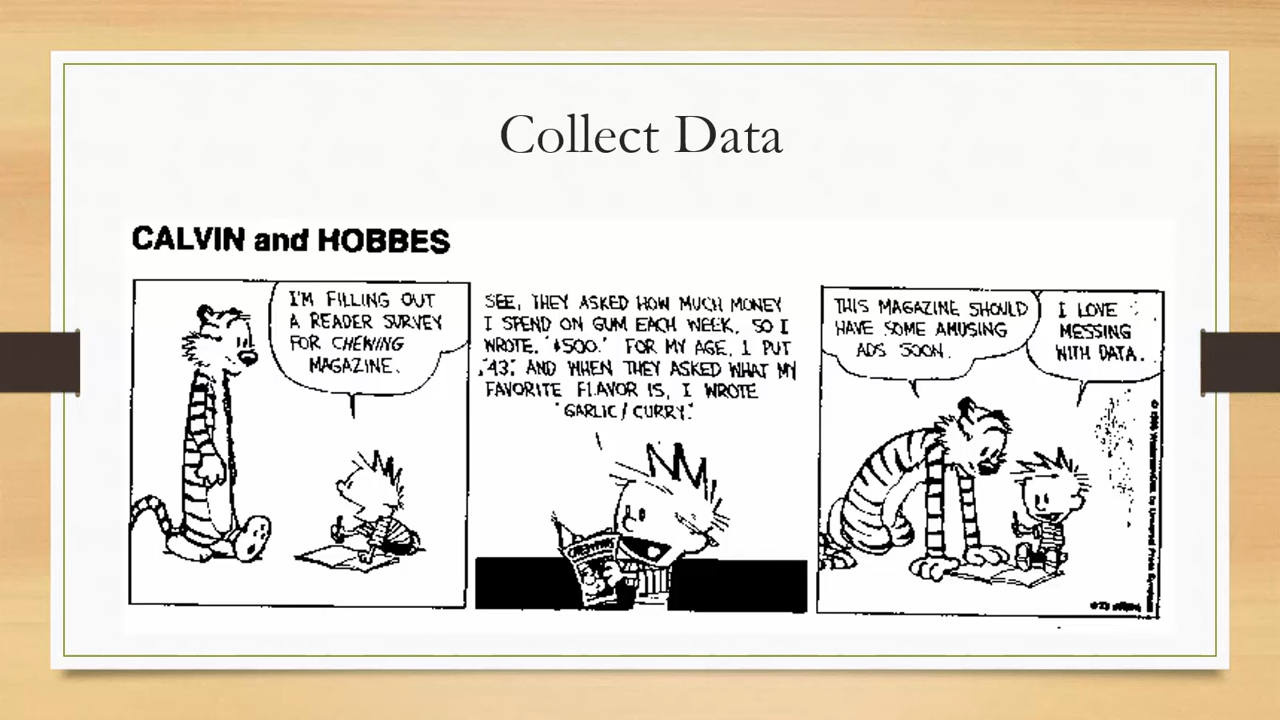 Collect Data
CALVIN and HOBBES
I'M FILLING OUT
A READER SURVEY
FOR CHEWING
MAGAZINE.
SEE, THEY ASKED HOW MUCH MONEY
I SPEND ON GUM EACH WEEK, SO I
WROTE, "$500." FOR MY AGE, I PUT
"43," AND WHEN THEY ASKED WHAT MY
FAVORITE FLAVOR IS, I WROTE
"GARLIC/CURRY."
CHEWING
THIS MAGAZINE SHOULD
HAVE SOME AMUSING
ADS SOON.
I LOVE
MESSING
WITH DATA.